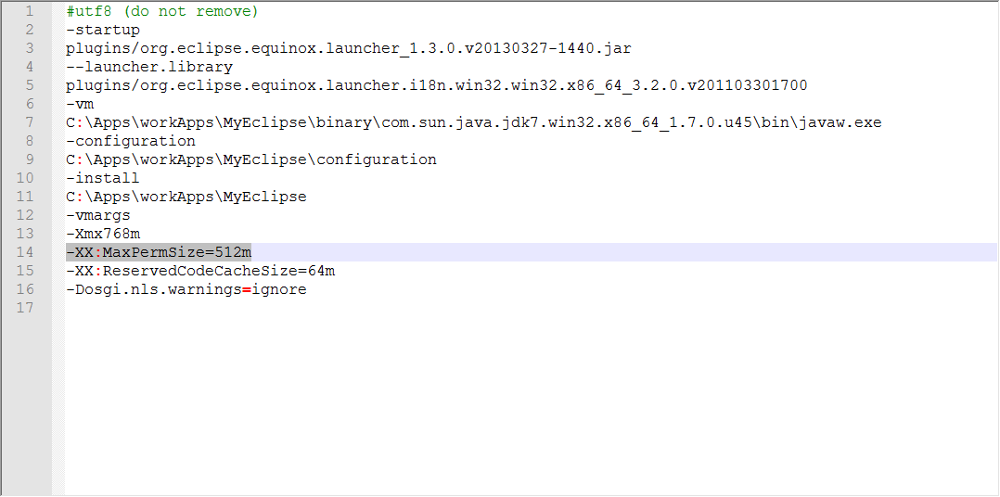 1 #utf8 (do not remove)
2 -startup
3 plugins/org.eclipse.equinox.launcher_1.3.0.v20130327-1440.jar
4 --launcher.library
5 plugins/org.eclipse.equinox.launcher.i18n.win32.win32.x86_64_3.2.0.v201103301700
6 -vm
7 C:\Apps\workApps\MyEclipse\binary\com.sun.java.jdk7.win32.x86_64_1.7.0.u45\bin\javaw.exe
8 -configuration
9 C:\Apps\workApps\MyEclipse\configuration
10 -install
11 C:\Apps\workApps\MyEclipse
12 -vmargs
13 -Xmx768m
14 -XX:MaxPermSize=512m
15 -XX:ReservedCodeCacheSize=64m
16 -Dosgi.nls.warnings=ignore
17